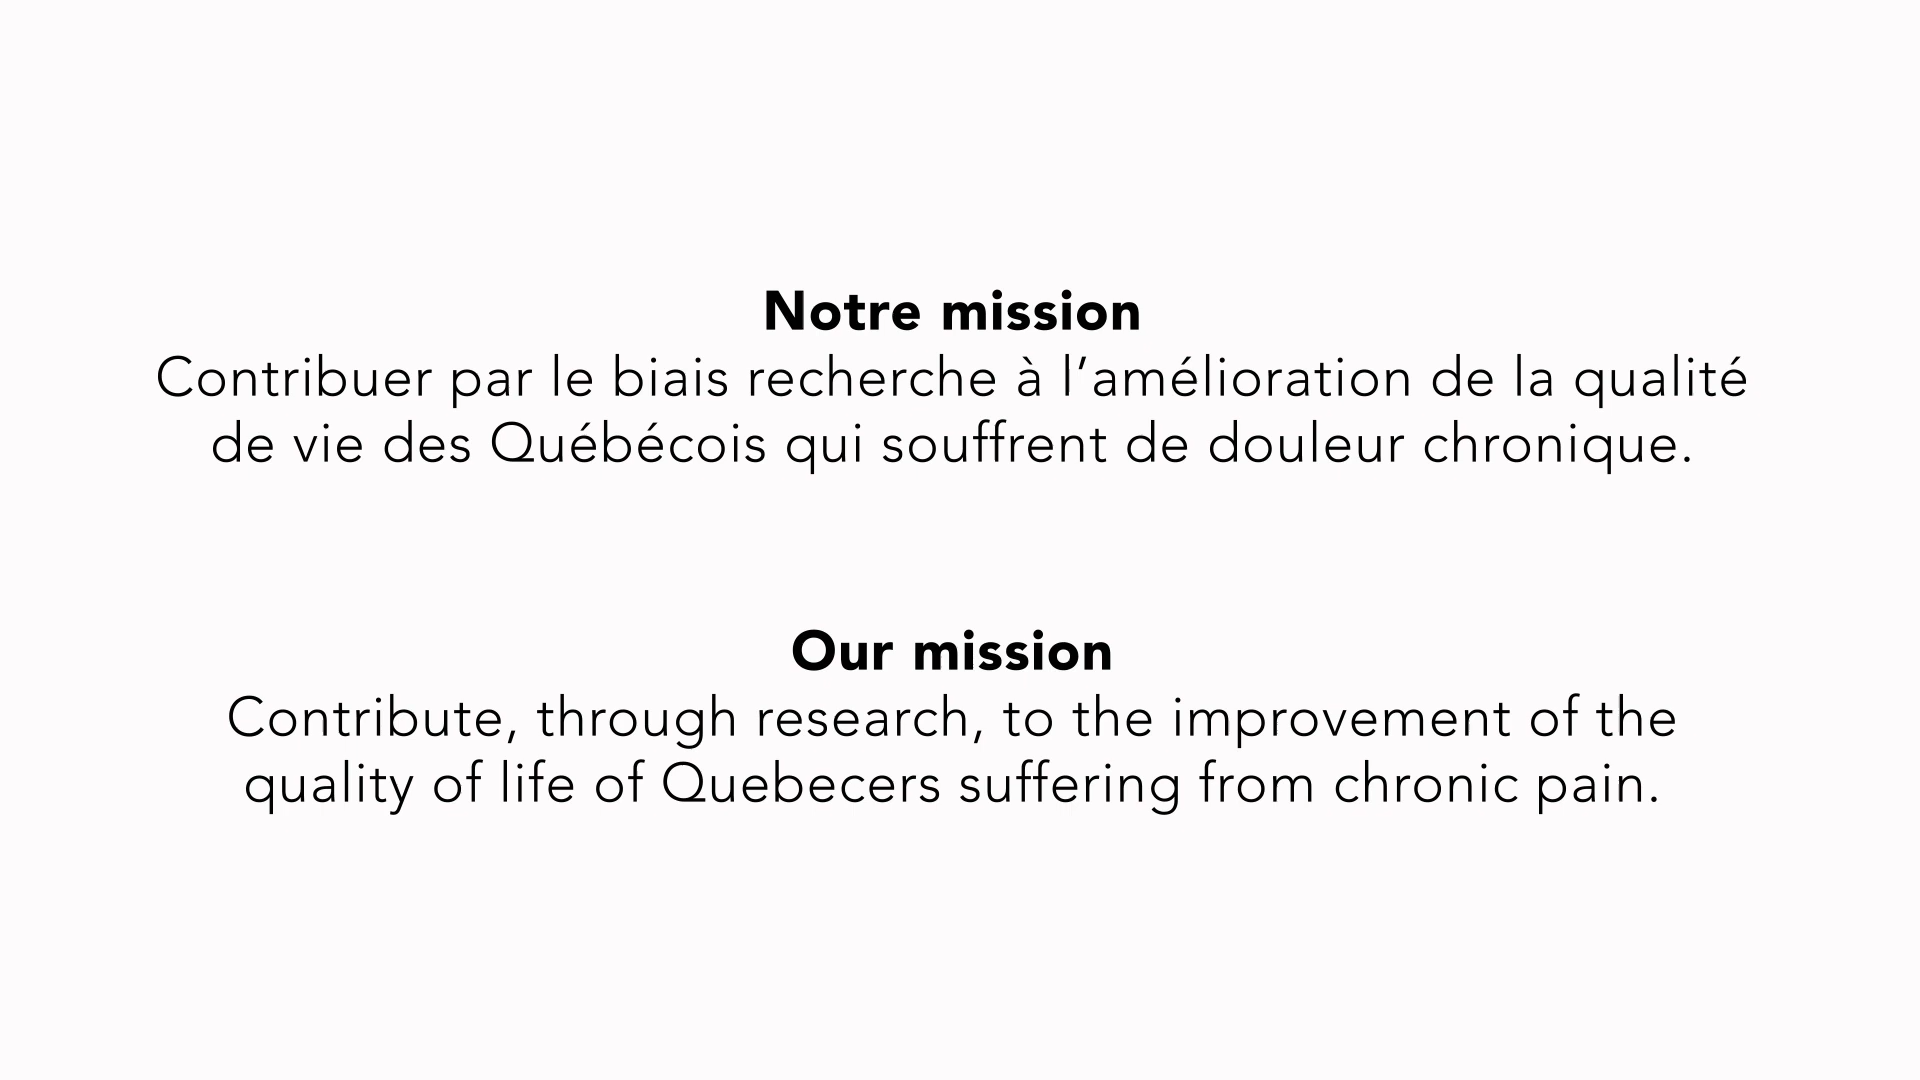 Notre mission
Contribuer par le biais recherche à l’amélioration de la qualité
de vie des Québécois qui souffrent de douleur chronique.
Our mission
Contribute, through research, to the improvement of the
quality of life of Quebecers suffering from chronic pain.